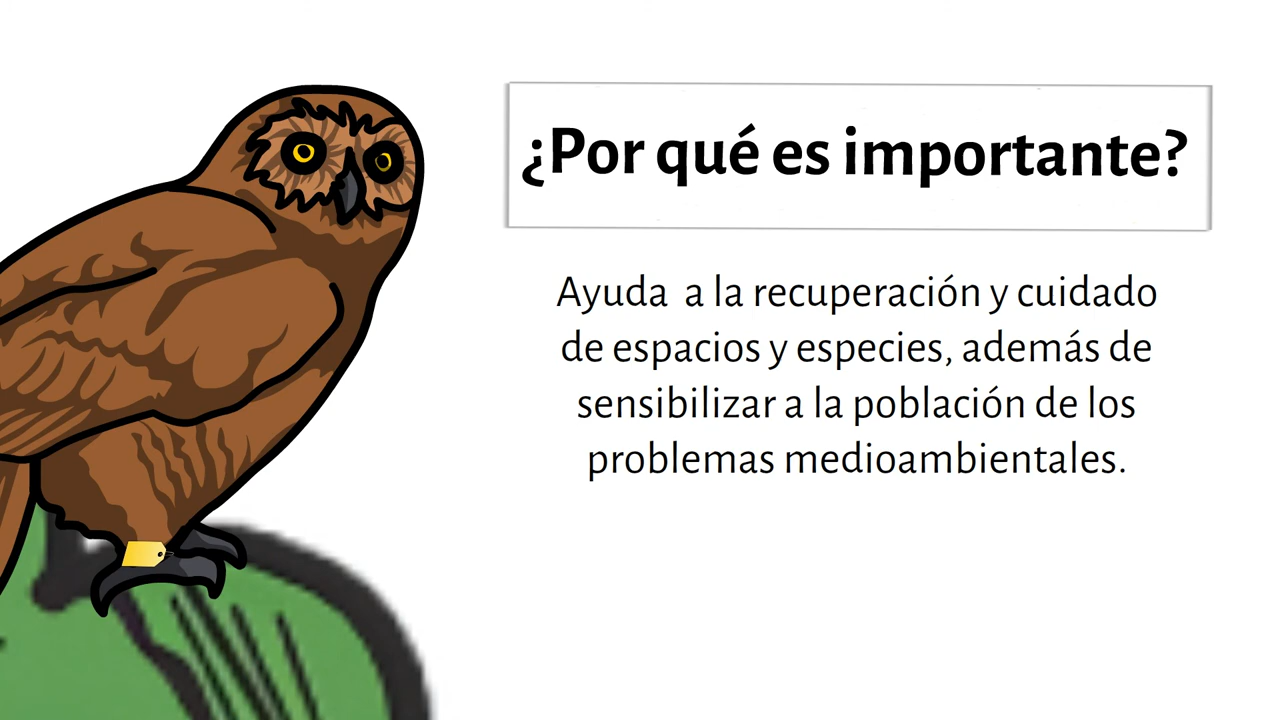 ¿Por qué es importante?
Ayuda a la recuperación y cuidado
de espacios y especies, además de
sensibilizar a la población de los
problemas medioambientales.